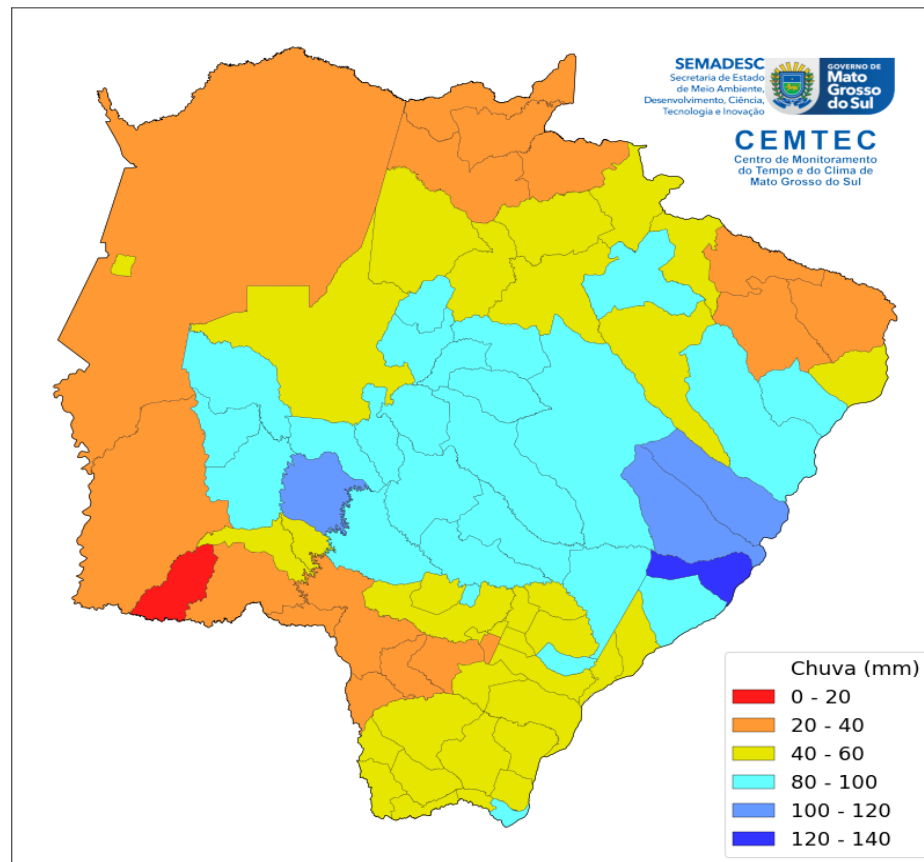 SEMADESC
Secretaria de Estado
de Meio Ambiente,
Desenvolvimento, Ciência,
Tecnologia e Inovação
GOVERNO DE
Mato
Grosso
do Sul
CEMTEC
Centro de Monitoramento
do Tempo e do Clima de
Mato Grosso do Sul
Chuva (mm)
0 - 20
20 - 40
40 - 60
80 - 100
100 - 120
120 - 140